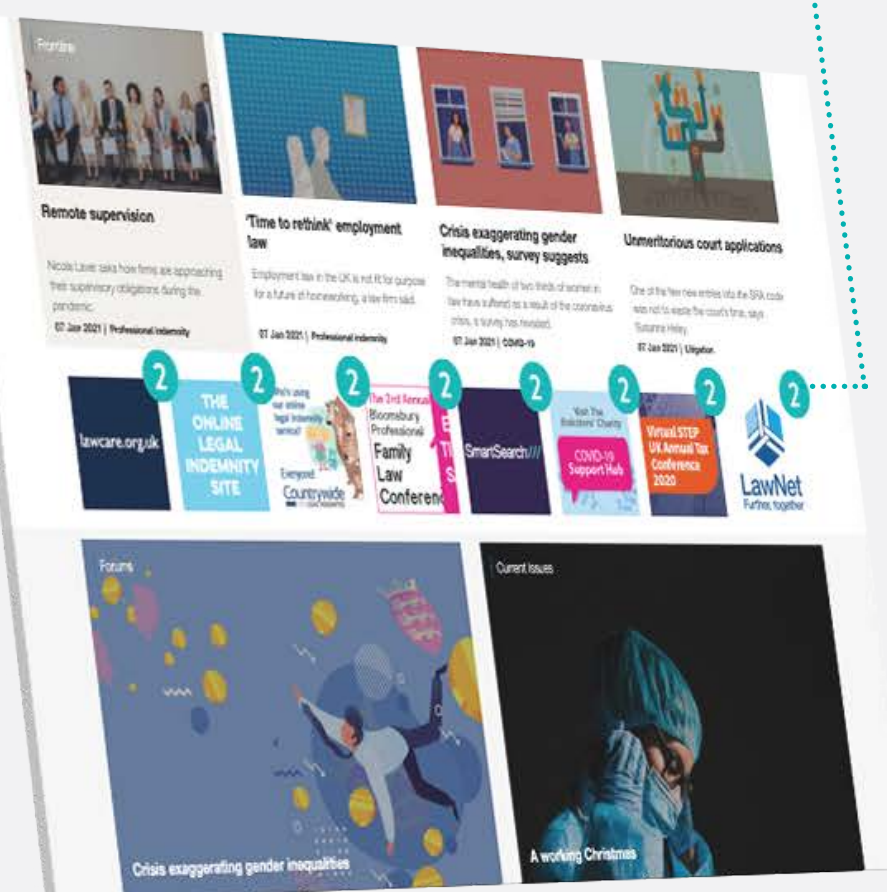 Frontline
Remote supervision
Nicola Laver asks how firms are approaching
their supervisory obligations during the
pandemic.
07 Jan 2021 | Professional indemnity
'Time to rethink' employment
law
Employment law in the UK is not fit for purpose
for a future of homeworking, a law firm said.
07 Jan 2021 | Professional indemnity
Crisis exaggerating gender
inequalities, survey suggests
The mental health of two thirds of women in
law have suffered as a result of the coronavirus
crisis, a survey has revealed.
07 Jan 2021 | COVID-19
Unmeritorious court applications
One of the few new entries into the SRA code
was not to waste the court's time, says
Susanna Heley.
07 Jan 2021 | Litigation
2
lawcare.org.uk
2
THE
ONLINE
LEGAL
INDEMNITY
SITE
2
Who's using
our online
legal indemnity
service?
Everyone!
Countrywide
2
The 3rd Annual
Bloomsbury
Professional
Family
Law
Conferenc
2
SmartSearch///
2
Visit The
Solicitors' Charity
COVID-19
Support Hub
2
Virtual STEP
UK Annual Tax
Conference
2020
2
LawNet
Further, together
Forums
Crisis exaggerating gender inequalities
Current issues
A working Christmas